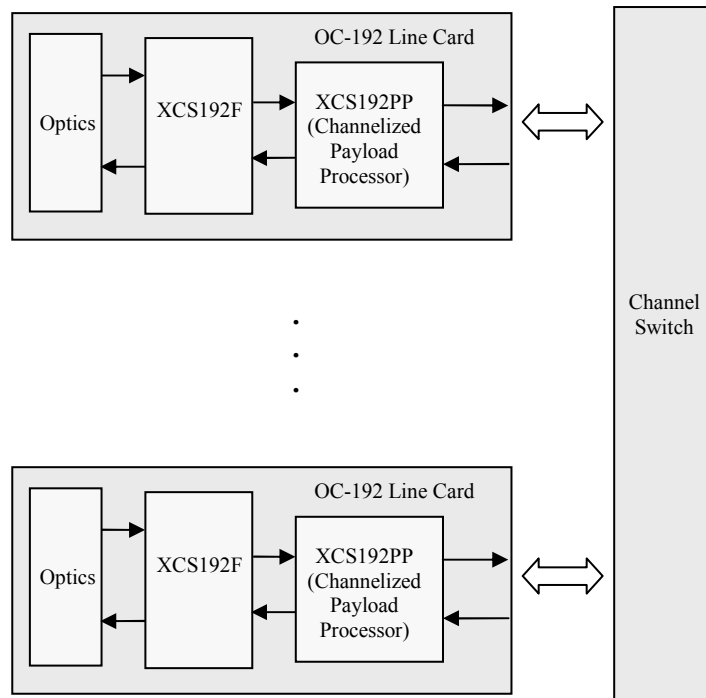 OC-192 Line Card
Optics
XCS192F
XCS192PP
(Channelized
Payload
Processor)
Channel
Switch
OC-192 Line Card
Optics
XCS192F
XCS192PP
(Channelized
Payload
Processor)